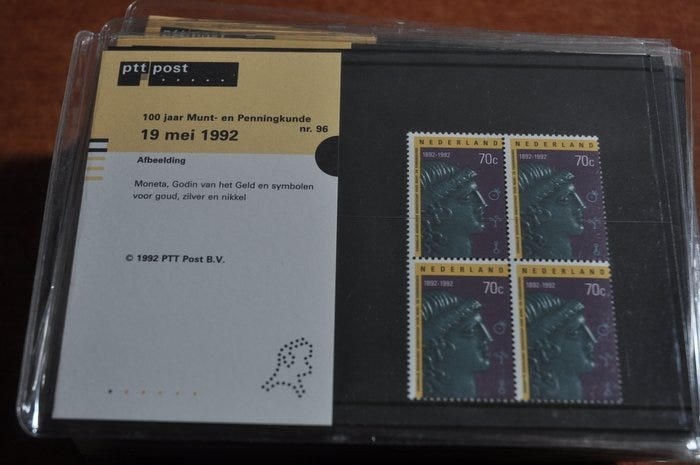 ptt post
100 jaar Munt- en Penningkunde
nr. 96
19 mei 1992
Afbeelding
Moneta, Godin van het Geld en symbolen
voor goud, zilver en nikkel
© 1992 PTT Post B.V.
NEDERLAND
1892-1992 70c
NEDERLAND
1892-1992 70c
NEDERLAND
1892-1992 70c
NEDERLAND
1892-1992 70c